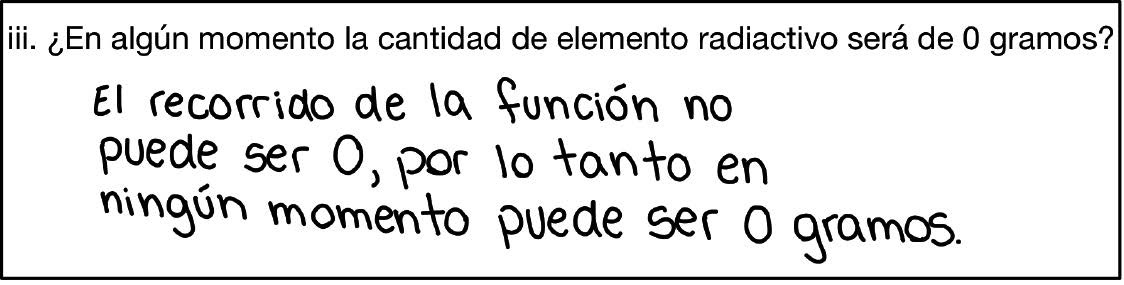 iii. ¿En algún momento la cantidad de elemento radiactivo será de 0 gramos?
El recorrido de la función no
puede ser 0, por lo tanto en
ningún momento puede ser 0 gramos.